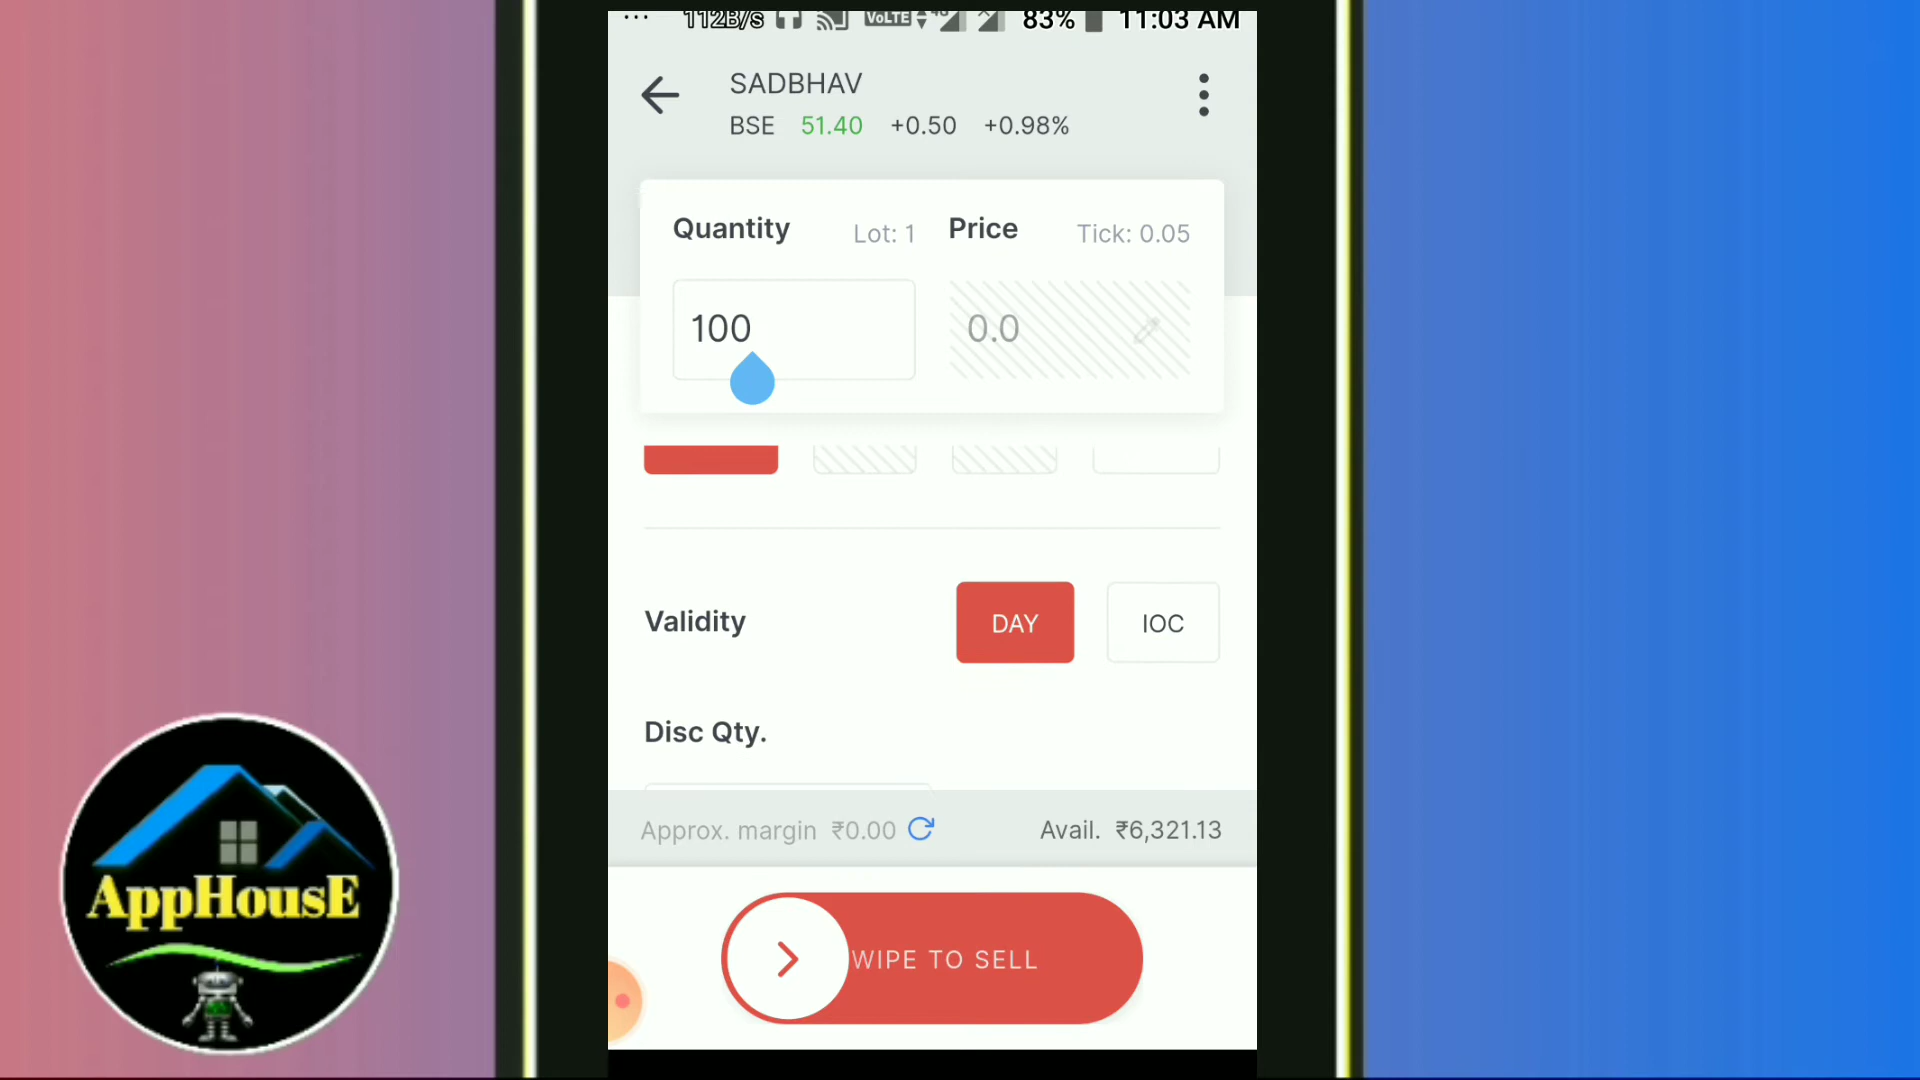 ... 112B/s VoLTE 4G 83% 11:03 AM
SADBHAV
BSE 51.40 +0.50 +0.98%
Quantity Lot: 1 Price Tick: 0.05
100 0.0
Validity DAY IOC
Disc Qty.
Approx. margin ₹0.00 Avail. ₹6,321.13
WIPE TO SELL
AppHousE